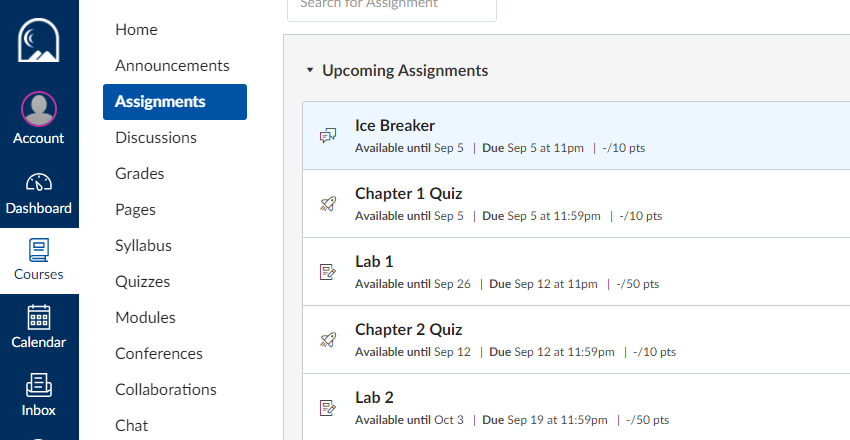 Search for Assignment
Account
Dashboard
Courses
Calendar
Inbox
Home
Announcements
Assignments
Discussions
Grades
Pages
Syllabus
Quizzes
Modules
Conferences
Collaborations
Chat
Upcoming Assignments
Ice Breaker
Available until Sep 5 | Due Sep 5 at 11pm | -/10 pts
Chapter 1 Quiz
Available until Sep 5 | Due Sep 5 at 11:59pm | -/10 pts
Lab 1
Available until Sep 26 | Due Sep 12 at 11pm | -/50 pts
Chapter 2 Quiz
Available until Sep 12 | Due Sep 12 at 11:59pm | -/10 pts
Lab 2
Available until Oct 3 | Due Sep 19 at 11:59pm | -/50 pts